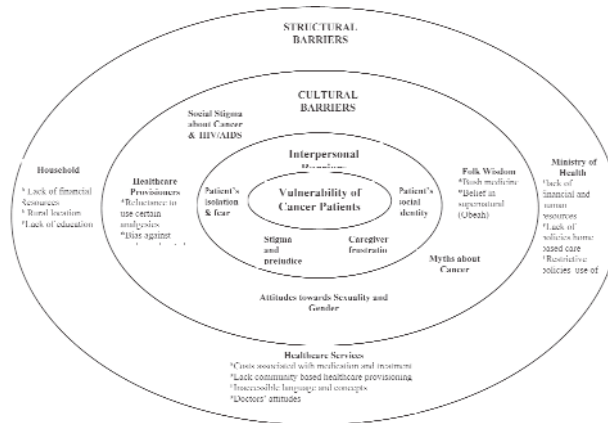 STRUCTURAL
BARRIERS
CULTURAL
BARRIERS
Social Stigma
about Cancer
& HIV/AIDS
Interpersonal
Household
* Lack of financial
Resources
* Rural location
*Lack of education
Healthcare
Provisioners
*Reluctance
to use
certain
analgesics
*Bias against
Patient's
isolation
& fear
Vulnerability of
Cancer Patients
Patient's
social
identity
Stigma
and
prejudice
Caregiver
frustratio
Folk Wisdom
*Bush medicine
*Belief in
supernatural
(Obeah)
Ministry of
Health
*lack of
financial and
human
resources
*Lack of
policies home
based care
*Restrictive
policies use of
Myths about
Cancer
Attitudes towards Sexuality and
Gender
Healthcare Services
*Costs associated with medication and treatment
*Lack community based healthcare provisioning
*Inaccessible language and concepts
*Doctors' attitudes